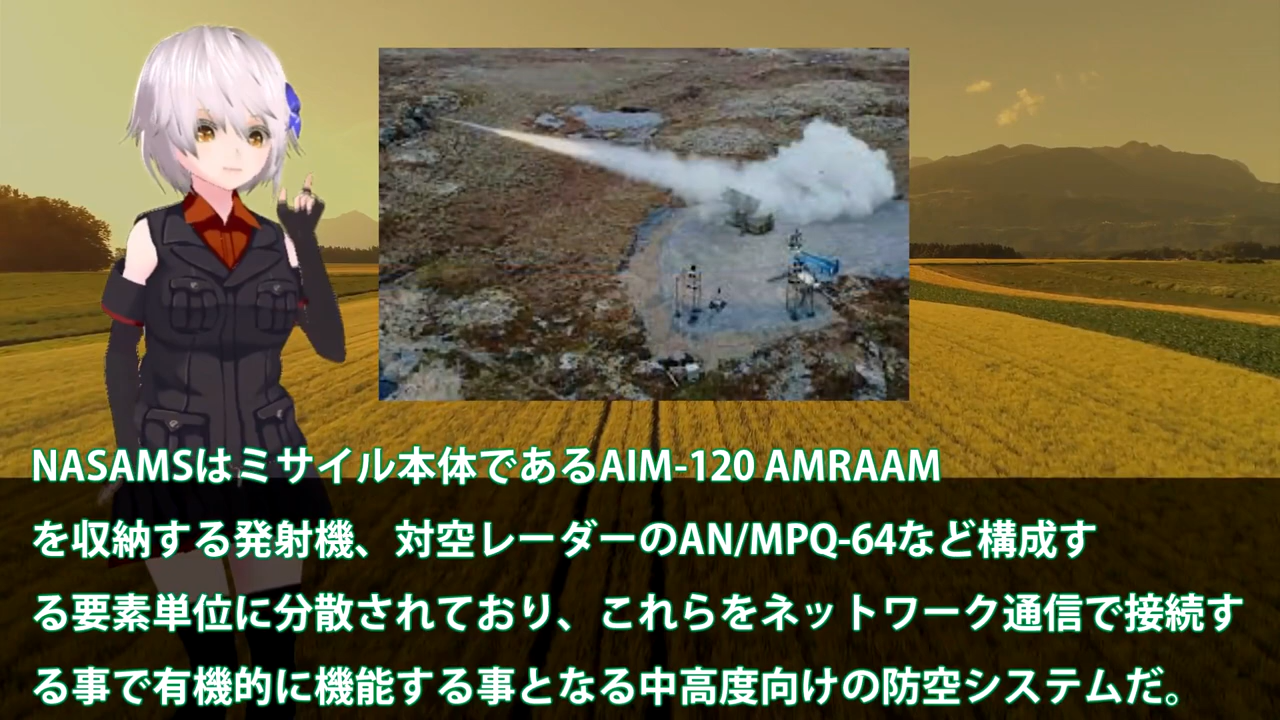 NASAMSはミサイル本体であるAIM-120 AMRAAM
を収納する発射機、対空レーダーのAN/MPQ-64など構成す
る要素単位に分散されており、これらをネットワーク通信で接続す
る事で有機的に機能する事となる中高度向けの防空システムだ。